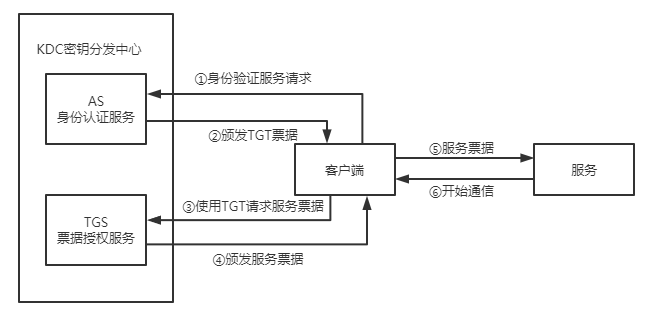 KDC密钥分发中心
①身份验证服务请求
AS
身份认证服务
②颁发TGT票据
⑤服务票据
客户端
服务
⑥开始通信
③使用TGT请求服务票据
TGS
票据授权服务
④颁发服务票据